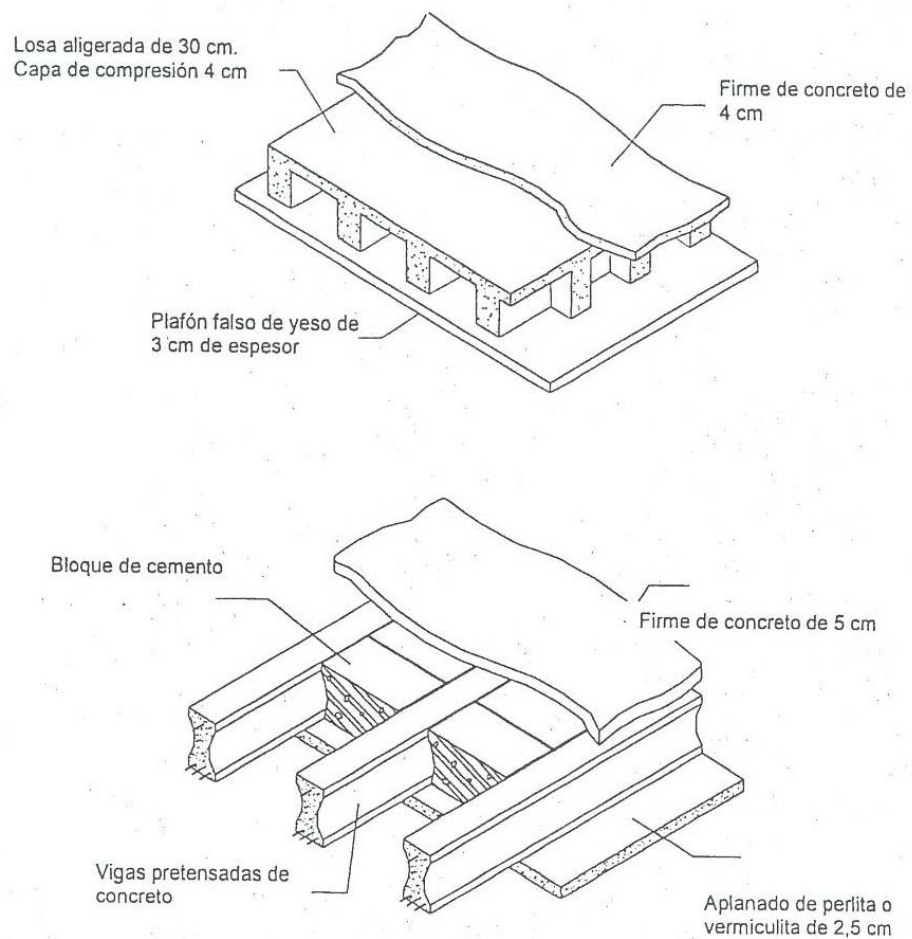 Losa aligerada de 30 cm.
Capa de compresión 4 cm
Firme de concreto de
4 cm
Plafón falso de yeso de
3 cm de espesor
Bloque de cemento
Firme de concreto de 5 cm
Vigas pretensadas de
concreto
Aplanado de perlita o
vermiculita de 2,5 cm